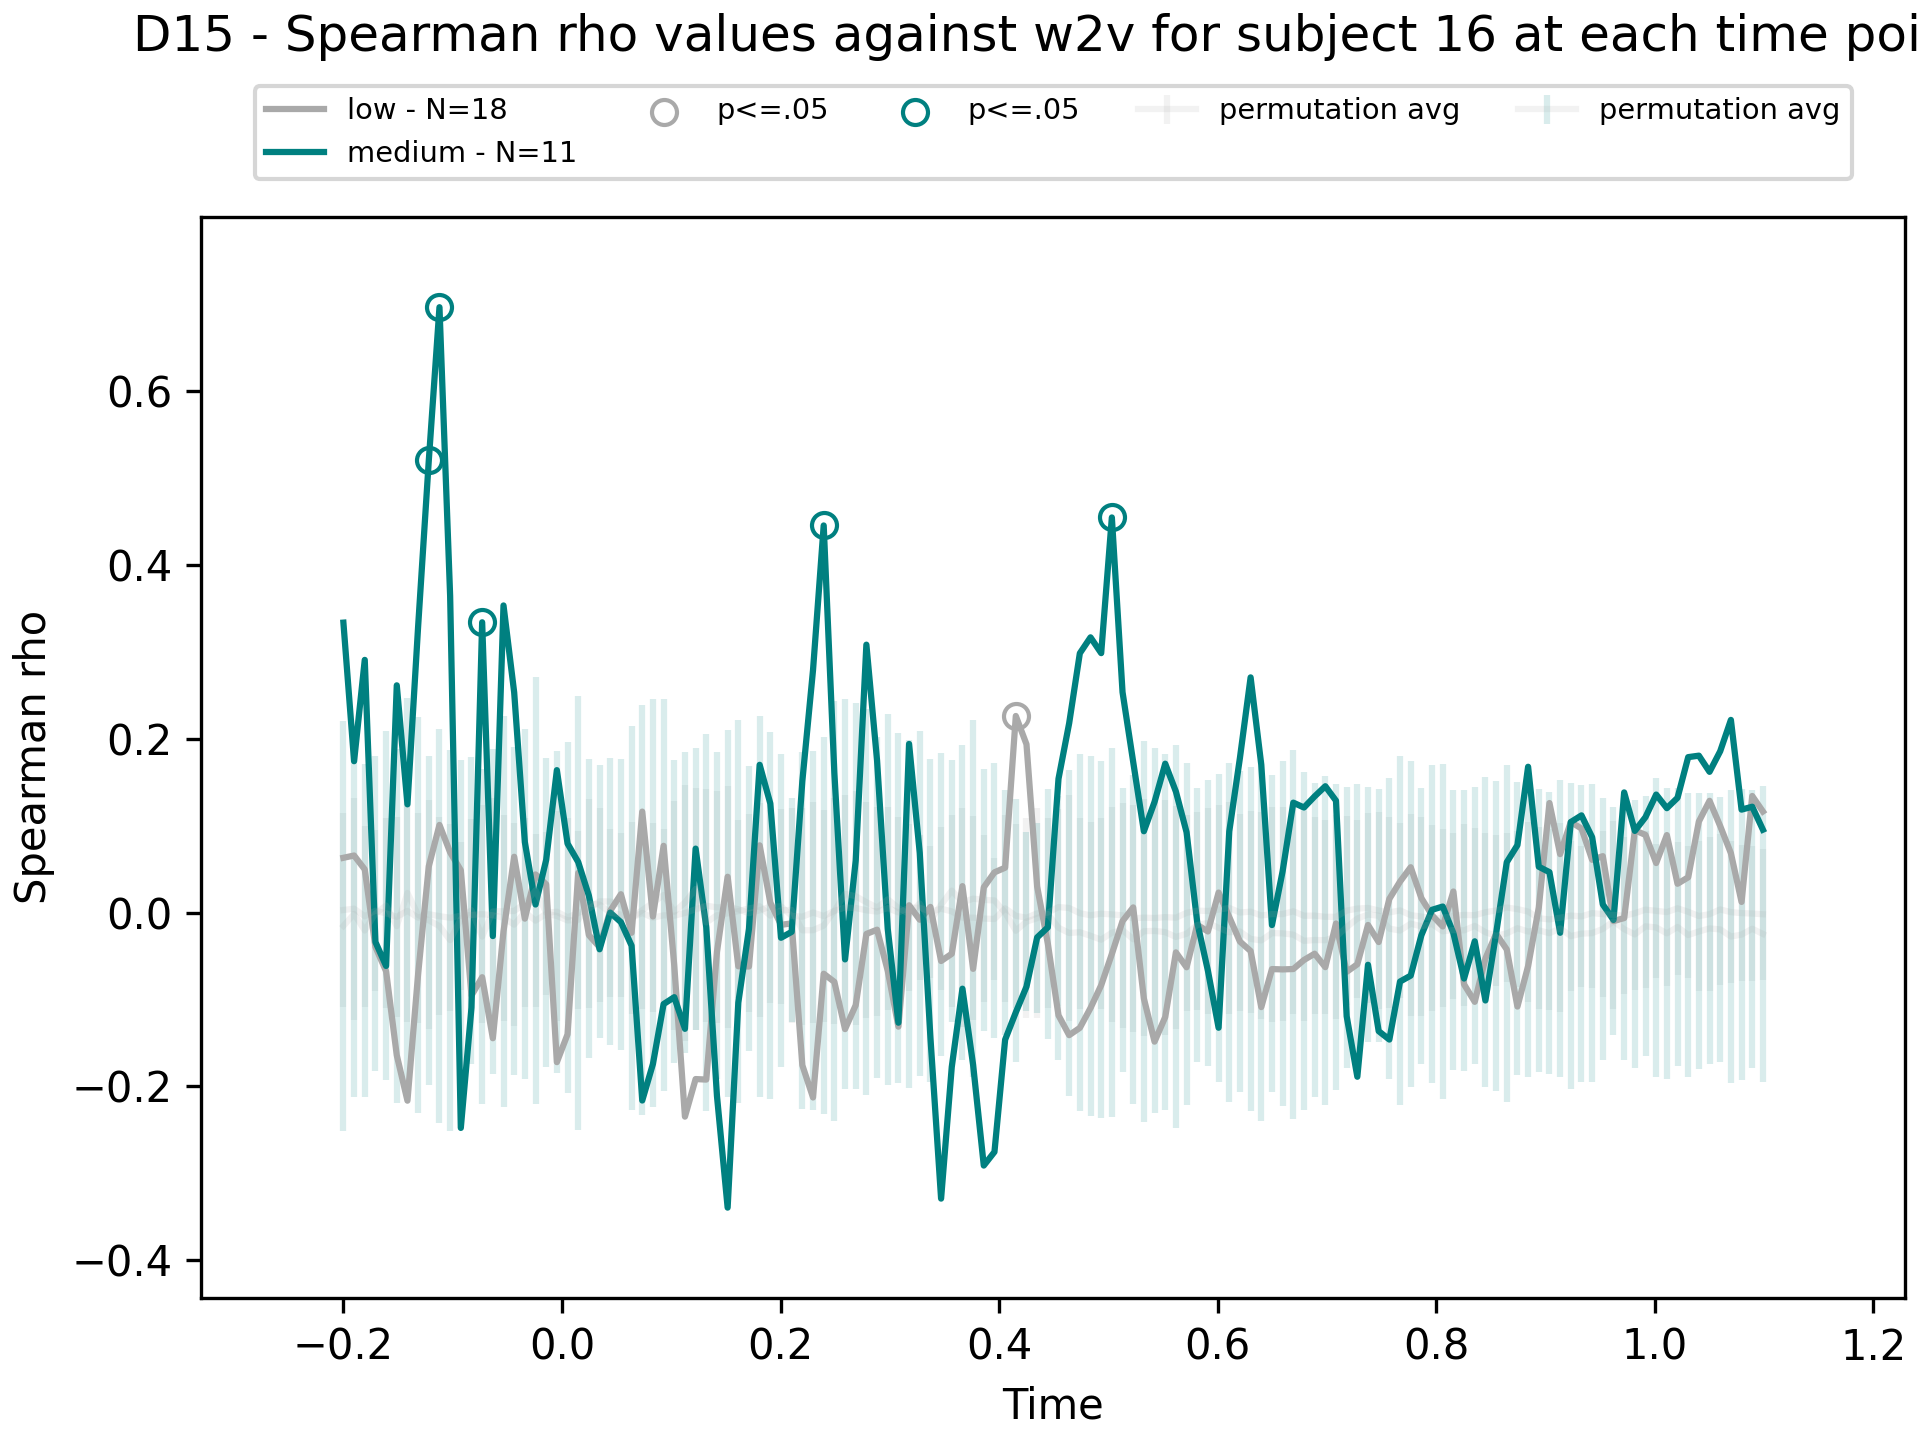 D15 - Spearman rho values against w2v for subject 16 at each time poi
low - N=18
medium - N=11
p<=.05
p<=.05
permutation avg
permutation avg
Spearman rho
0.6
0.4
0.2
0.0
−0.2
−0.4
−0.2 0.0 0.2 0.4 0.6 0.8 1.0 1.2
Time